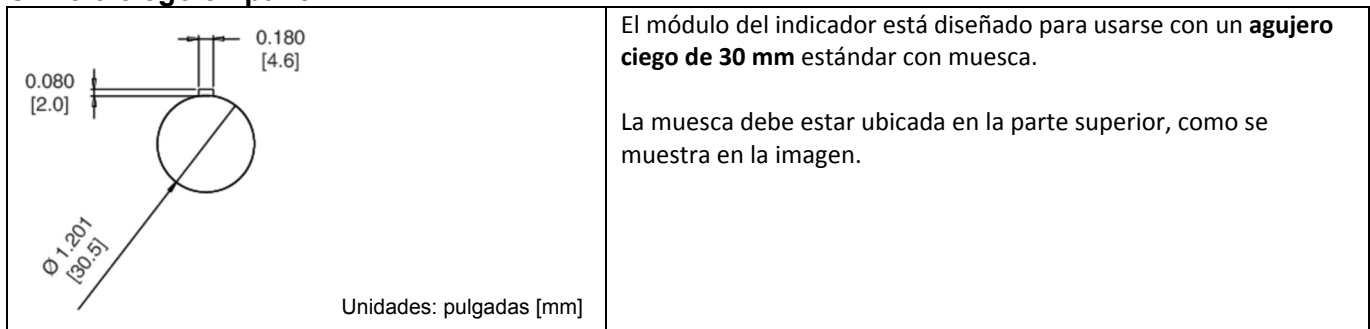 0.180
[4.6]
0.080
[2.0]
Ø 1.201
[30.5]
Unidades: pulgadas [mm]
El módulo del indicador está diseñado para usarse con un agujero
ciego de 30 mm estándar con muesca.
La muesca debe estar ubicada en la parte superior, como se
muestra en la imagen.